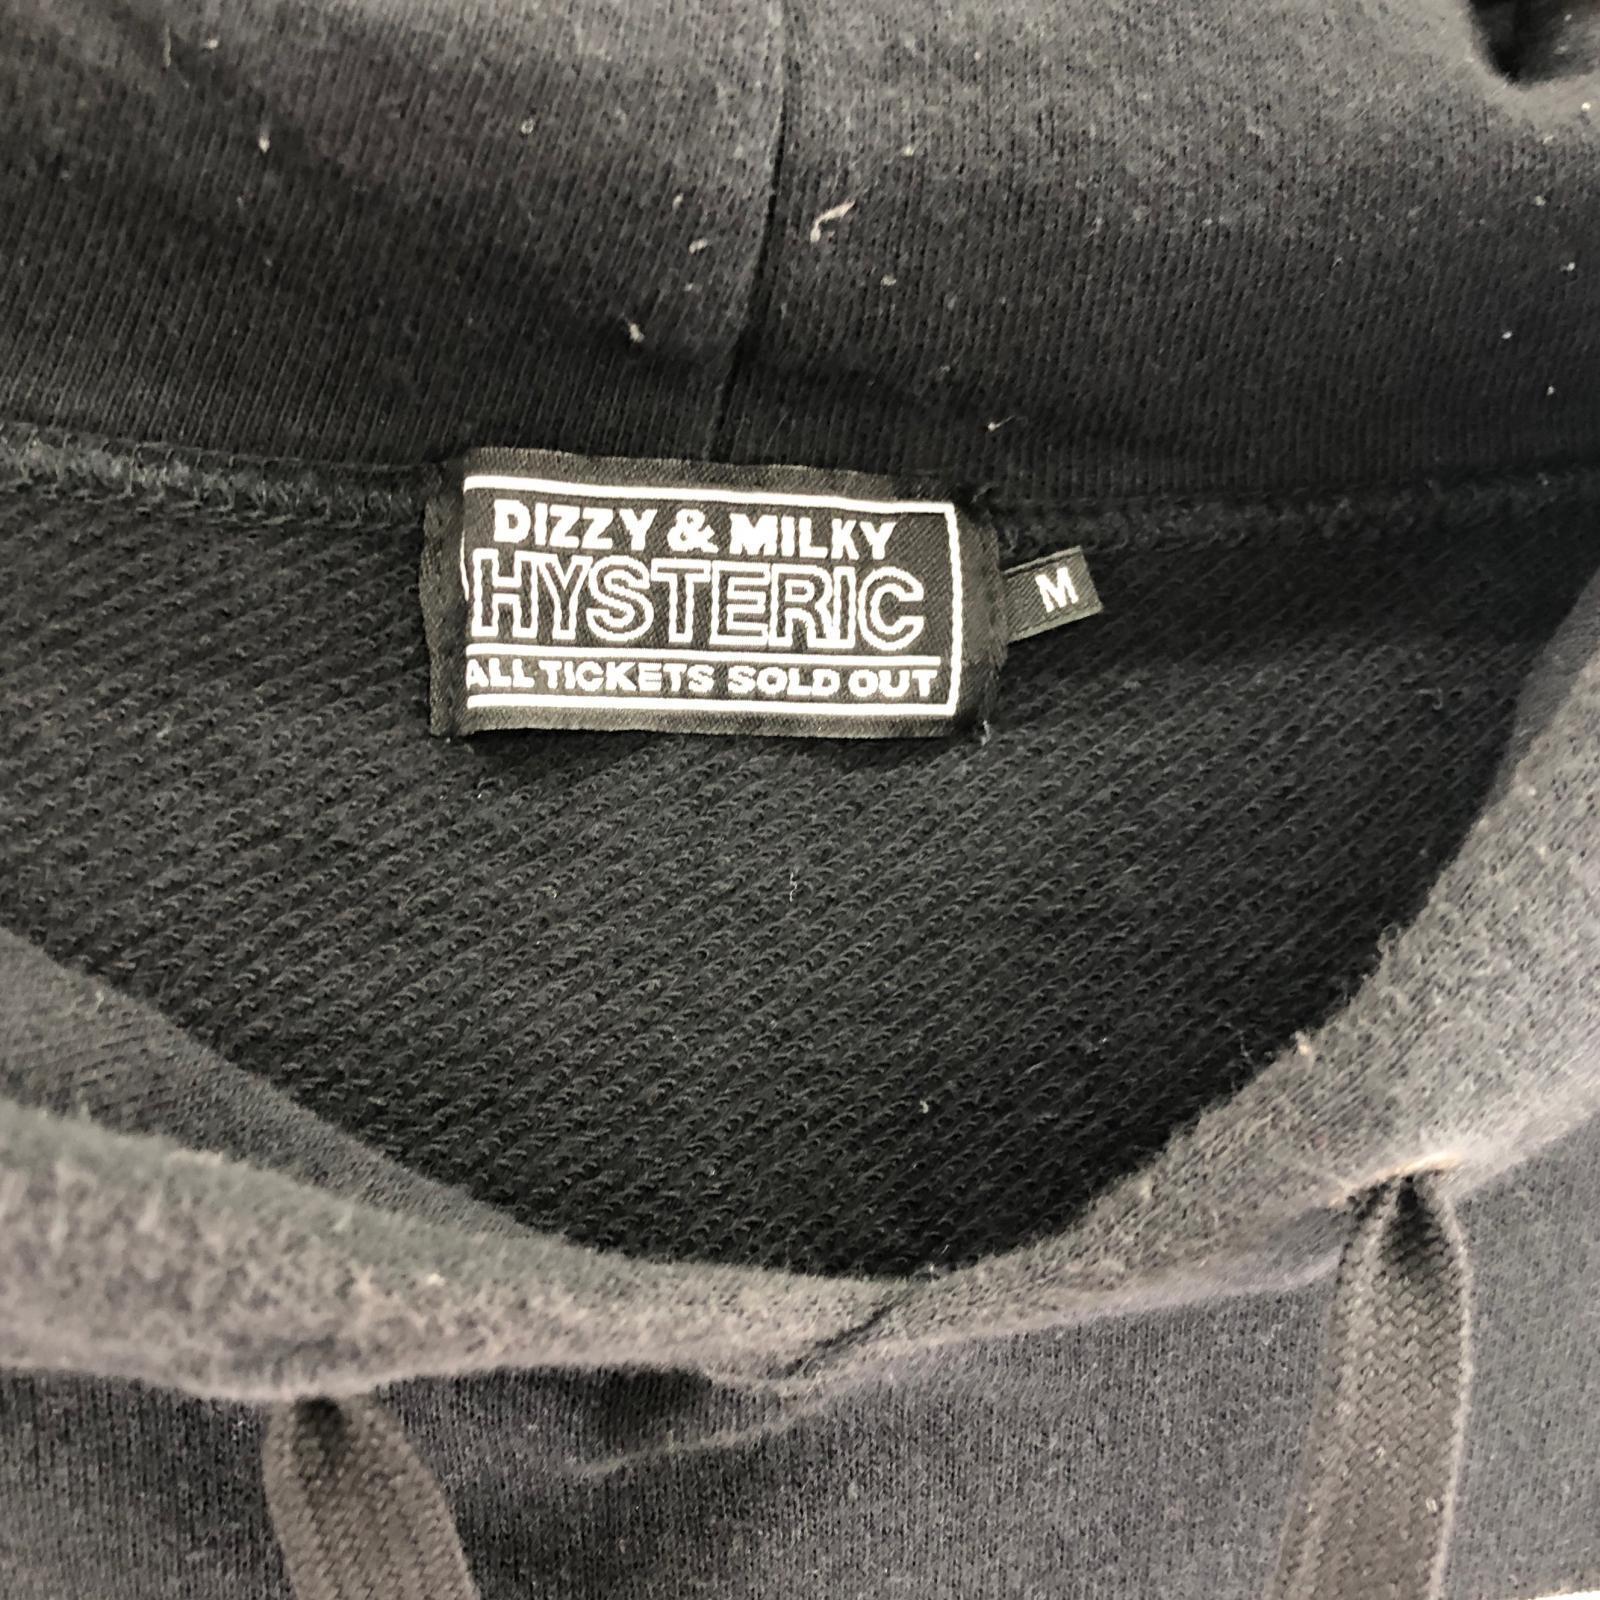 DIZZY & MILKY
HYSTERIC
ALL TICKETS SOLD OUT
M